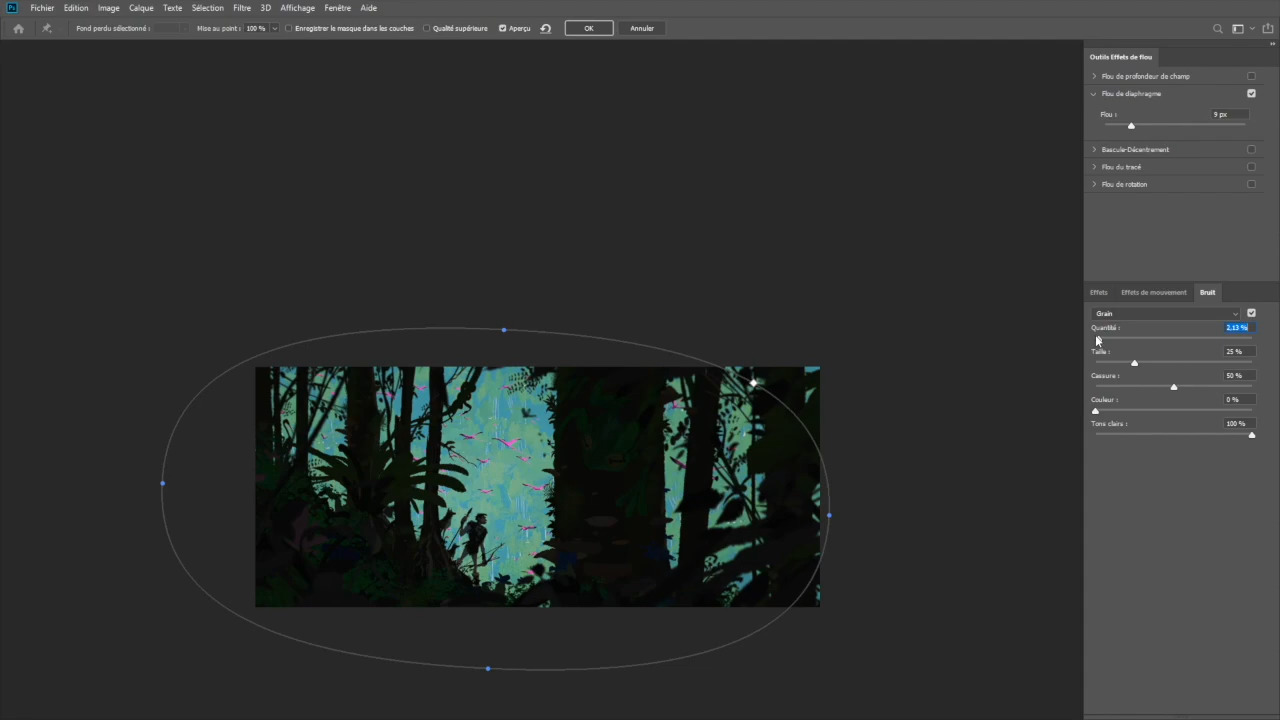 Ps Fichier Edition Image Calque Texte Sélection Filtre 3D Affichage Fenêtre Aide
Fond perdu sélectionné : Mise au point : 100 % Enregistrer le masque dans les couches Qualité supérieure Aperçu OK Annuler
Outils Effets de flou
Flou de profondeur de champ
Flou de diaphragme
Flou : 9 px
Bascule-Décentrement
Flou du tracé
Flou de rotation
Effets Effets de mouvement Bruit
Grain
Quantité : 2,13 %
Taille : 25 %
Cassure : 50 %
Couleur : 0 %
Tons clairs : 100 %